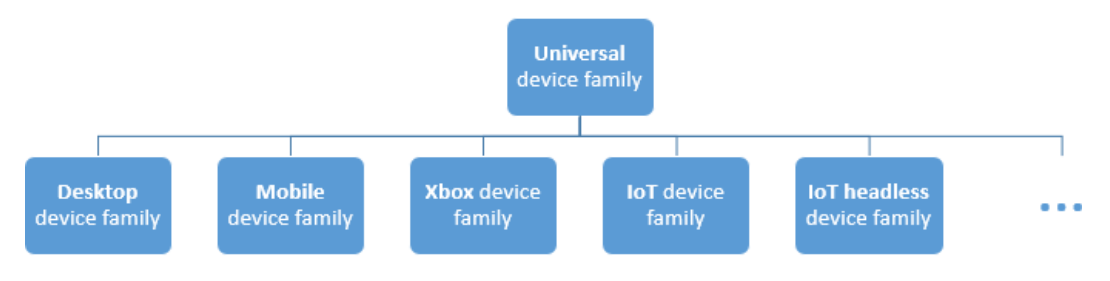 Universal
device family
Desktop
device family
Mobile
device family
Xbox device
family
IoT device
family
IoT headless
device family
...